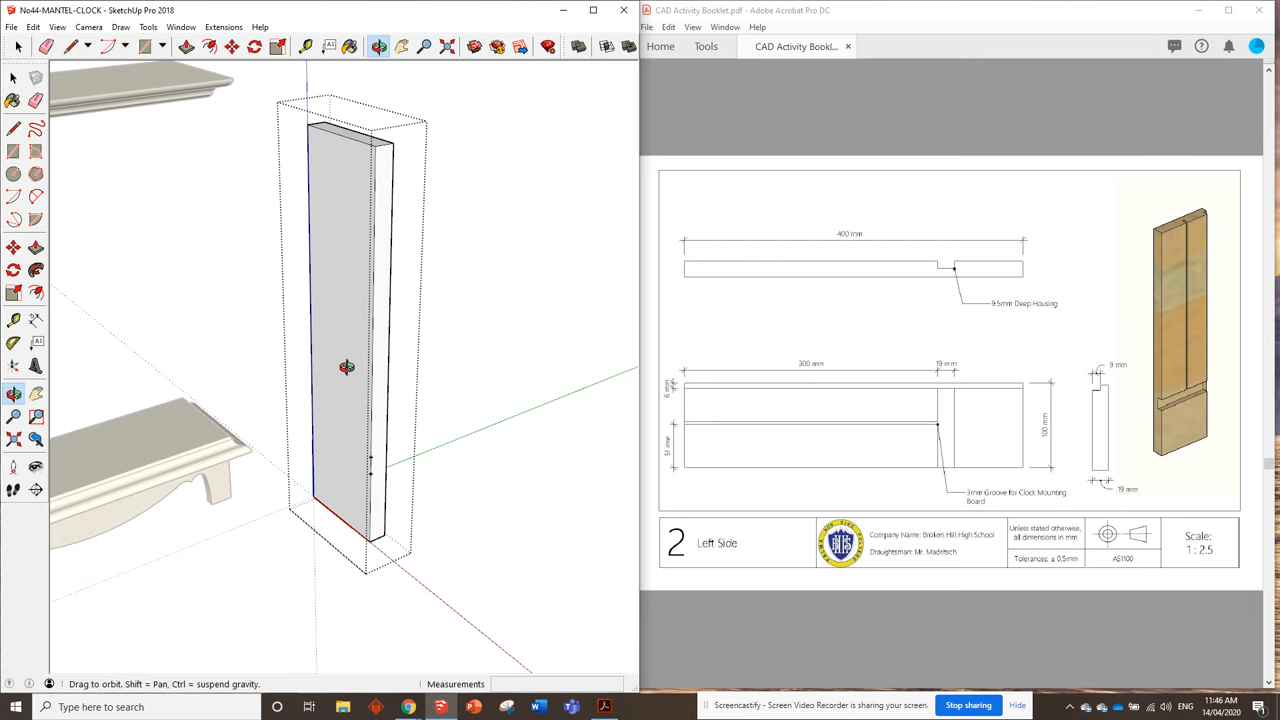 No44-MANTEL-CLOCK - SketchUp Pro 2018
File Edit View Camera Draw Tools Window Extensions Help
CAD Activity Booklet.pdf - Adobe Acrobat Pro DC
File Edit View Window Help
Home Tools CAD Activity Bookl...
400 mm
9.5mm Deep Housing
300 mm
19 mm
9 mm
6 mm
51 mm
100 mm
3mm Groove for Clock Mounting
Board
19 mm
2 Left Side
Company Name: Broken Hill High School
Draughtsman: Mr. Madritsch
Unless stated otherwise,
all dimensions in mm.
Tolerances: ± 0.5mm
AS1100
Scale:
1 : 2.5
Drag to orbit. Shift = Pan, Ctrl = suspend gravity.
Measurements
Type here to search
Screencastify - Screen Video Recorder is sharing your screen.
Stop sharing
Hide
ENG
11:46 AM
14/04/2020